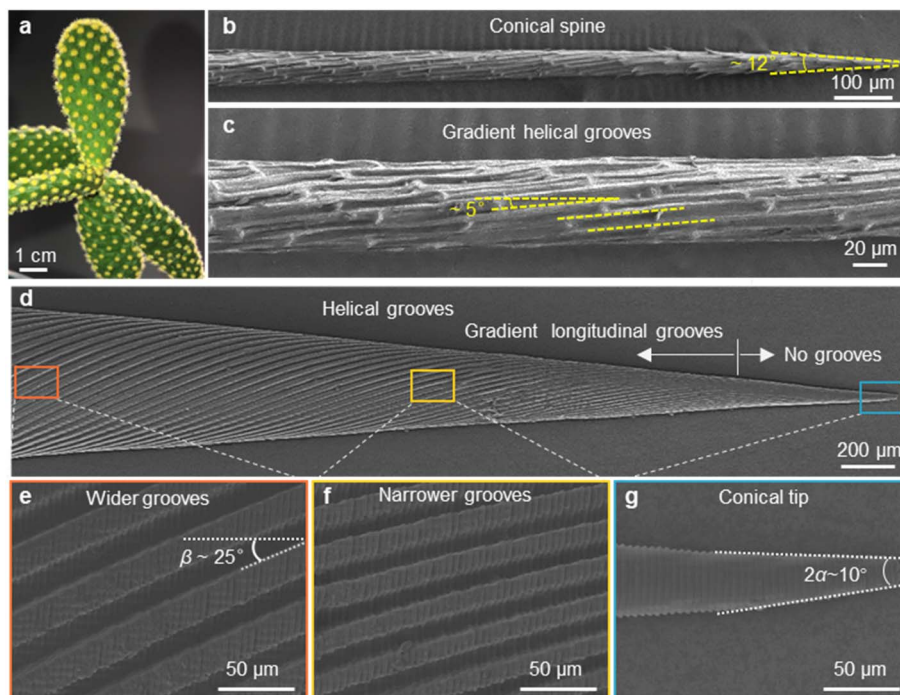 a
1 cm
b
Conical spine
~ 12°
100 μm
c
Gradient helical grooves
~ 5°
20 μm
d
Helical grooves
Gradient longitudinal grooves
No grooves
200 μm
e
Wider grooves
β ~ 25°
50 μm
f
Narrower grooves
50 μm
g
Conical tip
2α~10°
50 μm